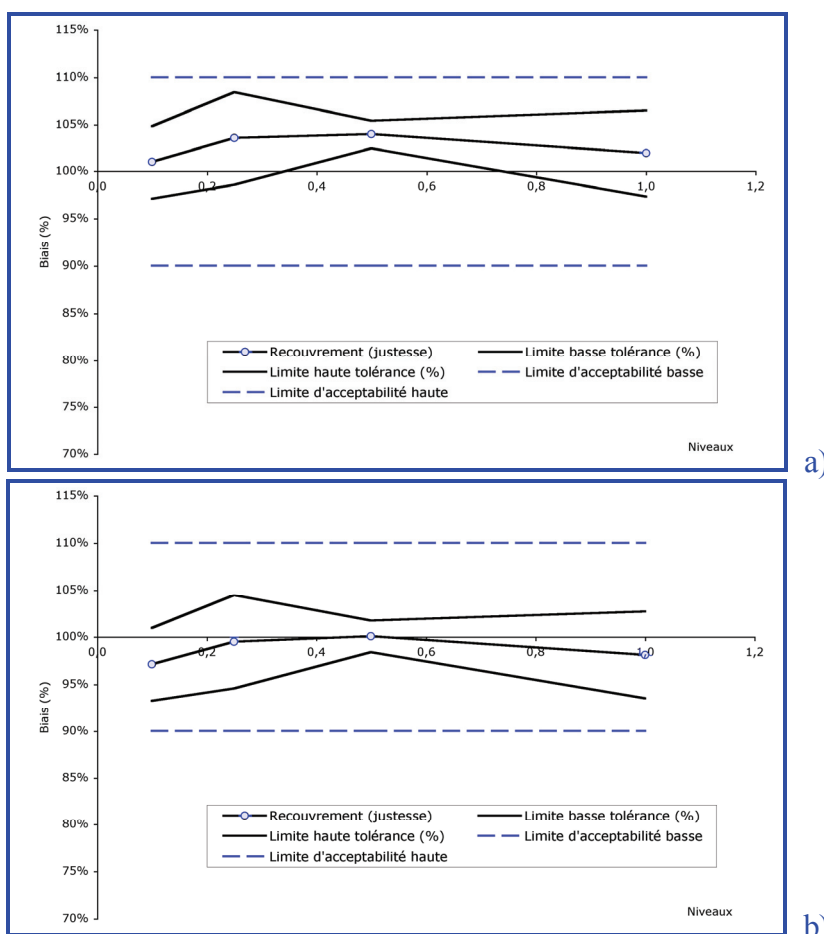 115%
110%
105%
100%
0,0 0,2 0,4 0,6 0,8 1,0 1,2
95%
Biais (%)
90%
85%
80%
75%
70%
Recouvrement (justesse) Limite basse tolérance (%)
Limite haute tolérance (%) Limite d'acceptabilité basse
Limite d'acceptabilité haute
Niveaux
a)
115%
110%
105%
100%
0,0 0,2 0,4 0,6 0,8 1,0 1,2
95%
Biais (%)
90%
85%
80%
75%
70%
Recouvrement (justesse) Limite basse tolérance (%)
Limite haute tolérance (%) Limite d'acceptabilité basse
Limite d'acceptabilité haute
Niveaux
b)